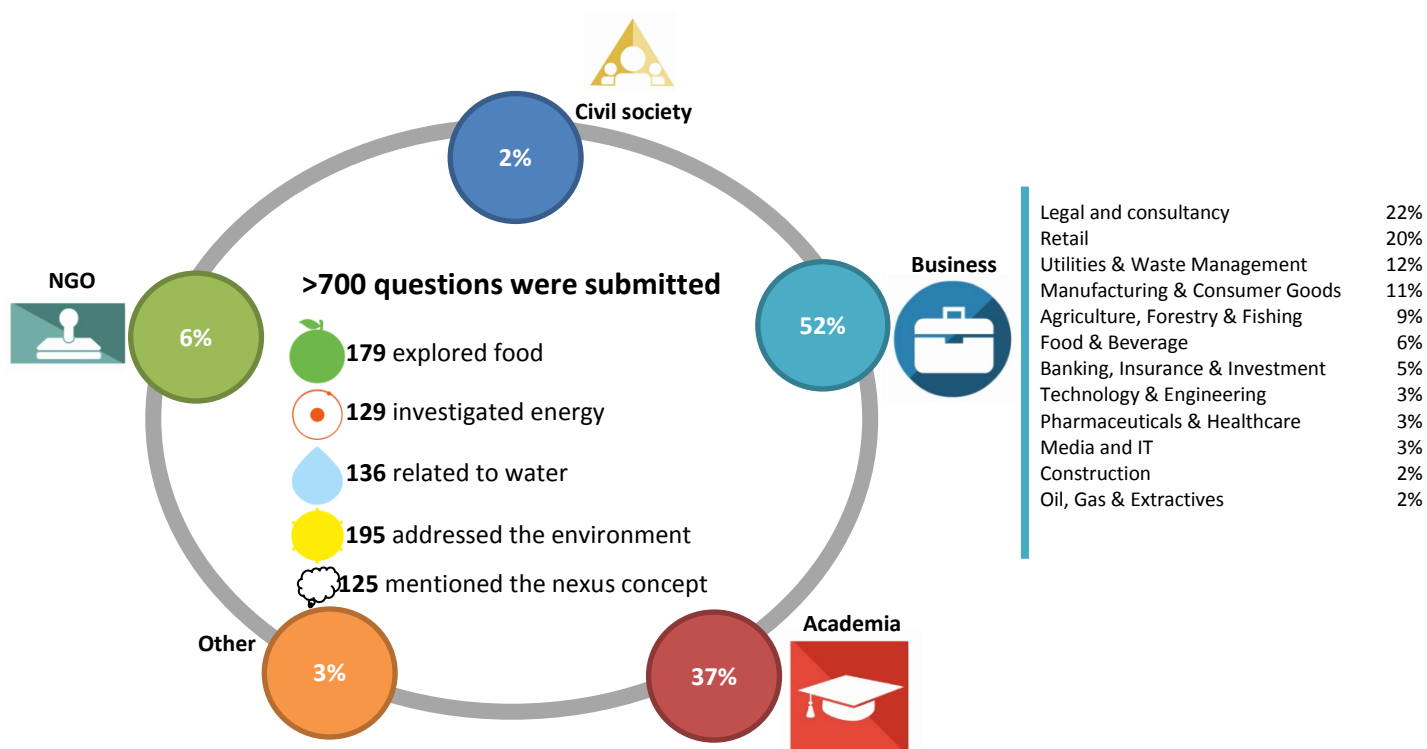 Civil society
2%
NGO
6%
>700 questions were submitted
179 explored food
129 investigated energy
136 related to water
195 addressed the environment
125 mentioned the nexus concept
Business
52%
Legal and consultancy 22%
Retail 20%
Utilities & Waste Management 12%
Manufacturing & Consumer Goods 11%
Agriculture, Forestry & Fishing 9%
Food & Beverage 6%
Banking, Insurance & Investment 5%
Technology & Engineering 3%
Pharmaceuticals & Healthcare 3%
Media and IT 3%
Construction 2%
Oil, Gas & Extractives 2%
Other
3%
Academia
37%